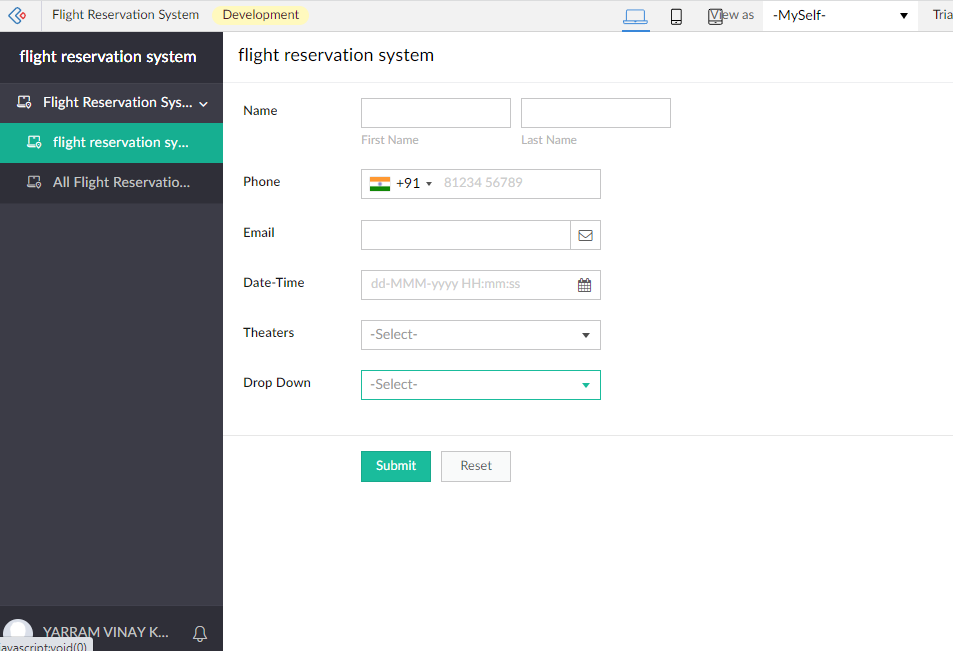 Flight Reservation System Development View as -MySelf- Tria
flight reservation system
flight reservation system
Flight Reservation Sys...
flight reservation sy...
All Flight Reservatio...
Name
First Name Last Name
Phone +91 81234 56789
Email
Date-Time dd-MMM-yyyy HH:mm:ss
Theaters -Select-
Drop Down -Select-
Submit Reset
YARRAM VINAY K...
javascript:void(0)